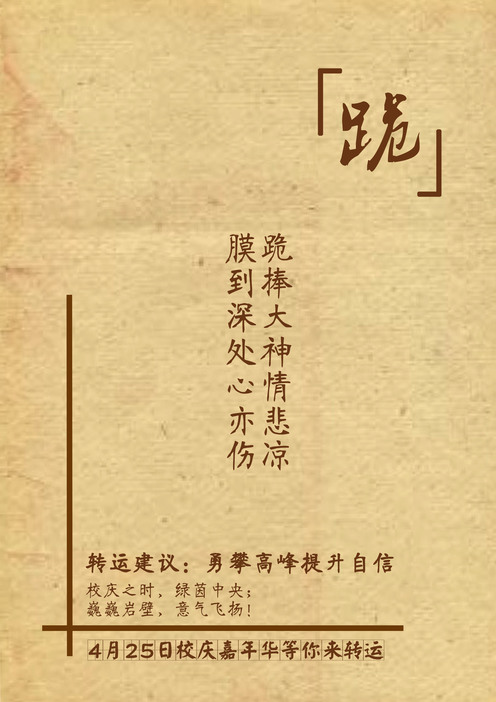 「跪」
跪捧大神情悲凉
膜到深处心亦伤
转运建议：勇攀高峰提升自信
校庆之时，绿茵中央；
巍巍岩壁，意气飞扬！
4月25日校庆嘉年华等你来转运